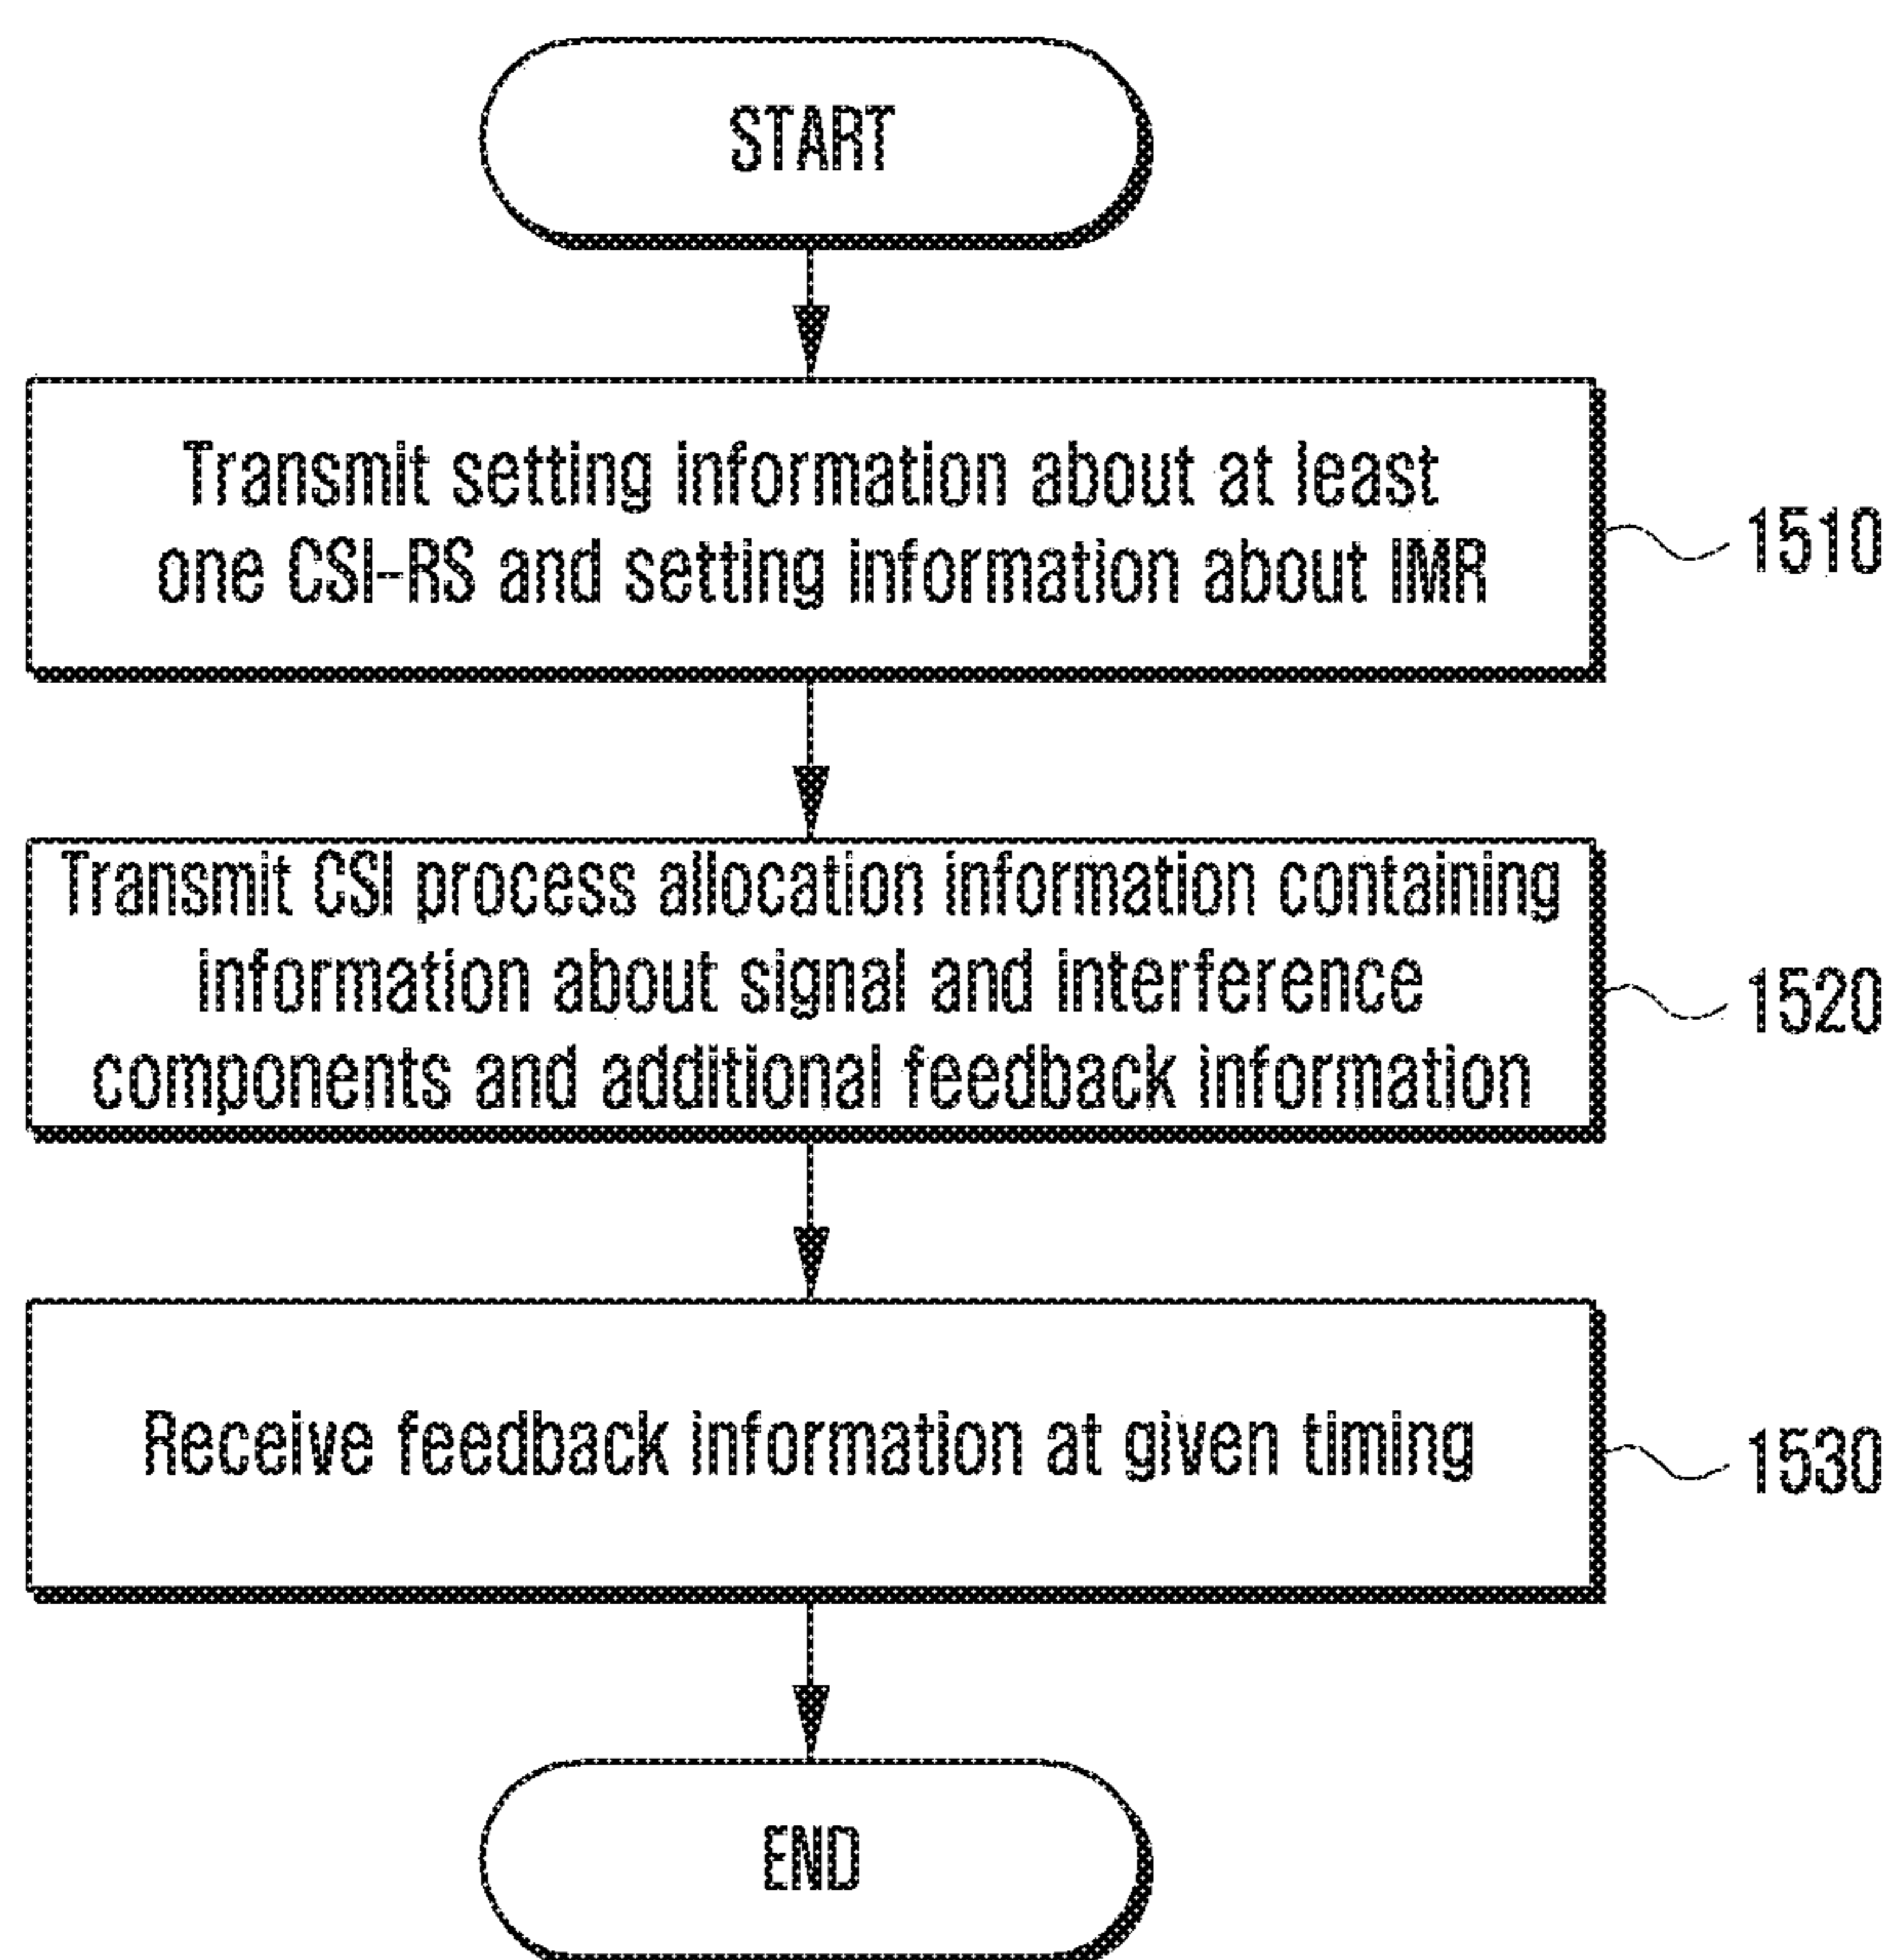 START
Transmit setting information about at least
one CSI-RS and setting information about IMR
1510
Transmit CSI process allocation information containing
information about signal and interference
components and additional feedback information
1520
Receive feedback information at given timing
1530
END